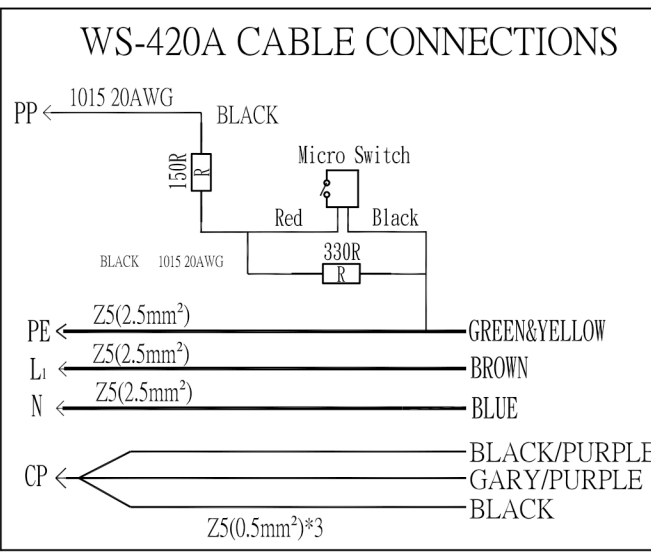 WS-420A CABLE CONNECTIONS
PP
1015 20AWG
BLACK
150R
R
Micro Switch
Red
Black
330R
R
BLACK 1015 20AWG
PE
Z5(2.5mm²)
GREEN&YELLOW
L1
Z5(2.5mm²)
BROWN
N
Z5(2.5mm²)
BLUE
CP
BLACK/PURPLE
GARY/PURPLE
BLACK
Z5(0.5mm²)*3